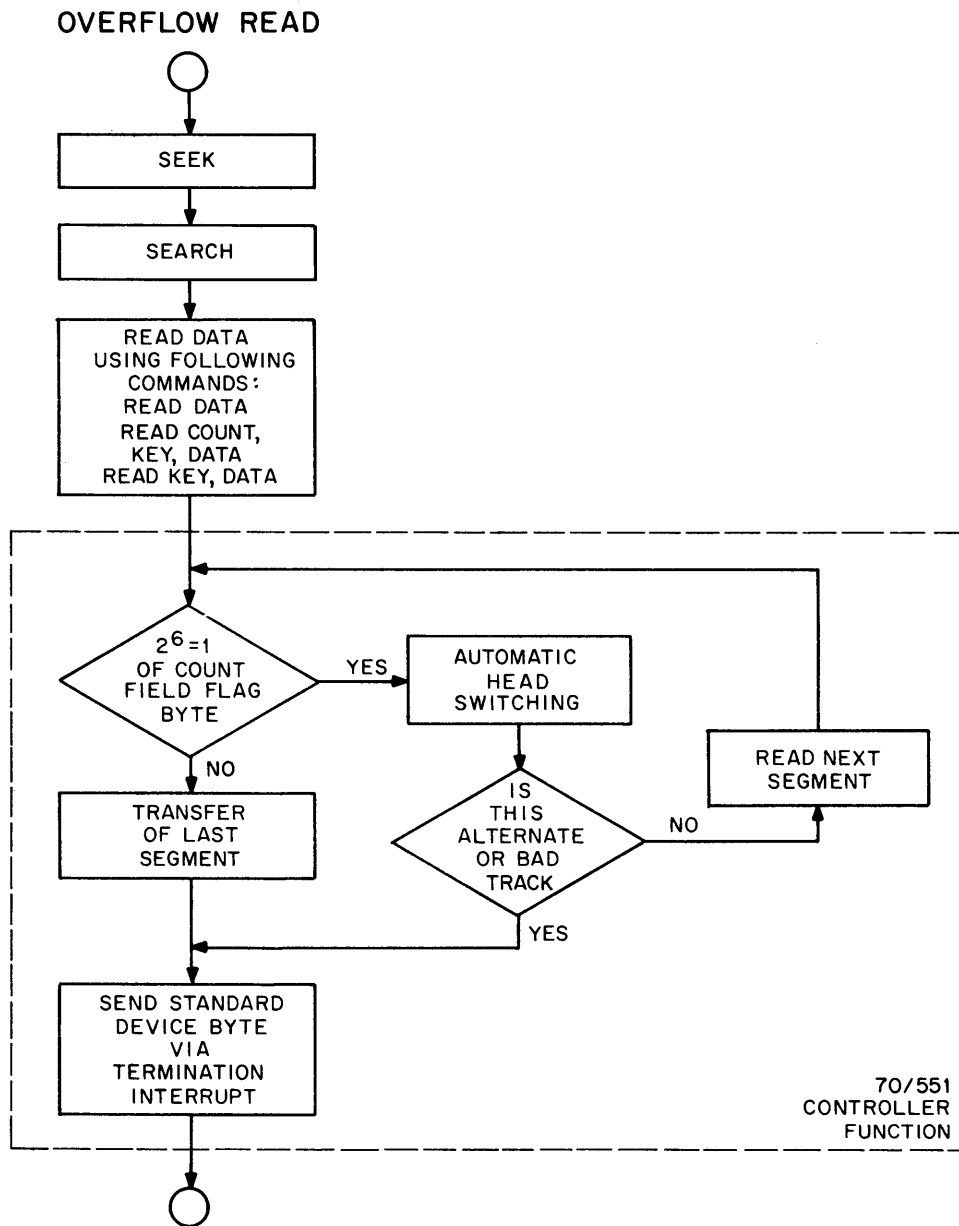 OVERFLOW READ
SEEK
SEARCH
READ DATA
USING FOLLOWING
COMMANDS:
READ DATA
READ COUNT,
KEY, DATA
READ KEY, DATA
2⁶=1
OF COUNT
FIELD FLAG
BYTE
YES
AUTOMATIC
HEAD
SWITCHING
NO
TRANSFER
OF LAST
SEGMENT
IS
THIS
ALTERNATE
OR BAD
TRACK
NO
READ NEXT
SEGMENT
YES
SEND STANDARD
DEVICE BYTE
VIA
TERMINATION
INTERRUPT
70/551
CONTROLLER
FUNCTION